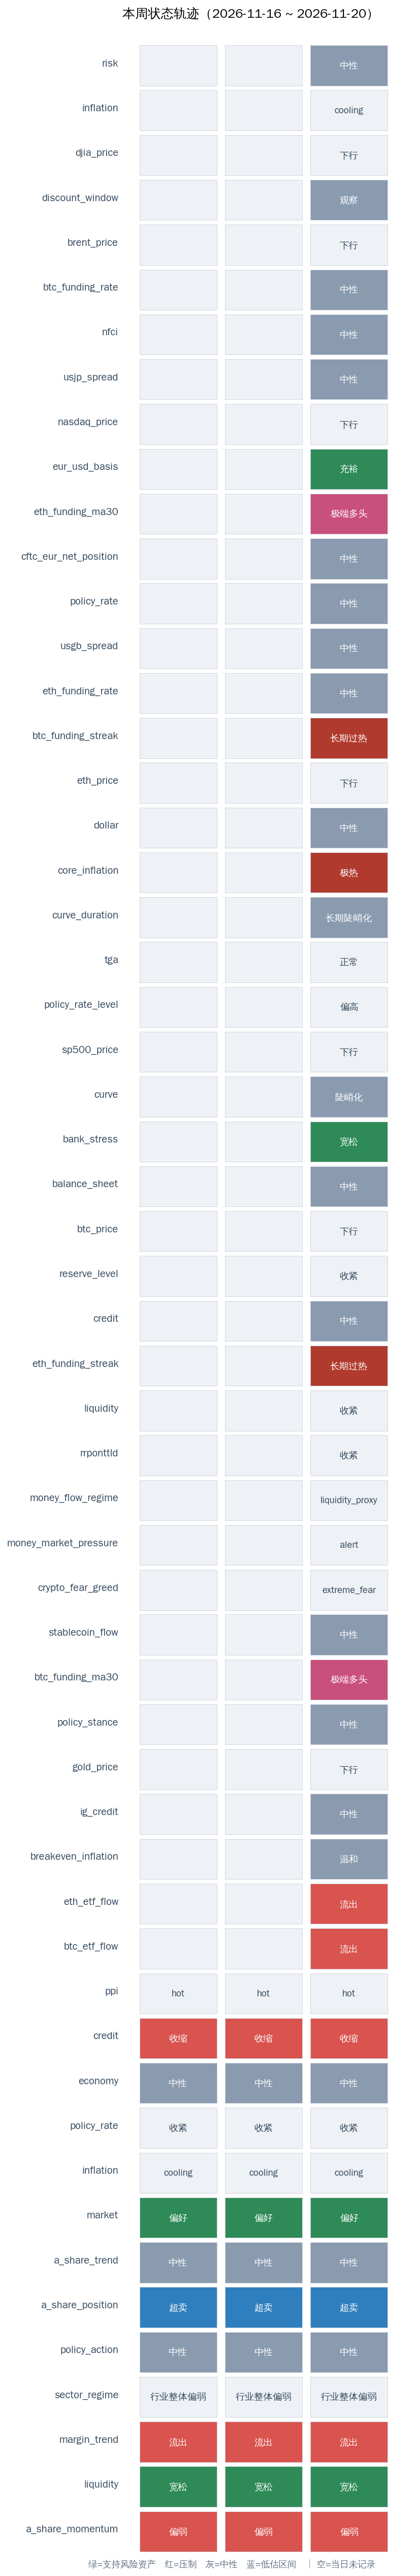 本周状态轨迹（2026-11-16 ~ 2026-11-20）
risk 中性
inflation cooling
djia_price 下行
discount_window 观察
brent_price 下行
btc_funding_rate 中性
nfci 中性
usjp_spread 中性
nasdaq_price 下行
eur_usd_basis 充裕
eth_funding_ma30 极端多头
cftc_eur_net_position 中性
policy_rate 中性
usgb_spread 中性
eth_funding_rate 中性
btc_funding_streak 长期过热
eth_price 下行
dollar 中性
core_inflation 极热
curve_duration 长期陡峭化
tga 正常
policy_rate_level 偏高
sp500_price 下行
curve 陡峭化
bank_stress 宽松
balance_sheet 中性
btc_price 下行
reserve_level 收紧
credit 中性
eth_funding_streak 长期过热
liquidity 收紧
rrponttld 收紧
money_flow_regime liquidity_proxy
money_market_pressure alert
crypto_fear_greed extreme_fear
stablecoin_flow 中性
btc_funding_ma30 极端多头
policy_stance 中性
gold_price 下行
ig_credit 中性
breakeven_inflation 温和
eth_etf_flow 流出
btc_etf_flow 流出
ppi hot hot hot
credit 收缩 收缩 收缩
economy 中性 中性 中性
policy_rate 收紧 收紧 收紧
inflation cooling cooling cooling
market 偏好 偏好 偏好
a_share_trend 中性 中性 中性
a_share_position 超卖 超卖 超卖
policy_action 中性 中性 中性
sector_regime 行业整体偏弱 行业整体偏弱 行业整体偏弱
margin_trend 流出 流出 流出
liquidity 宽松 宽松 宽松
a_share_momentum 偏弱 偏弱 偏弱
绿=支持风险资产 红=压制 灰=中性 蓝=低估区间 | 空=当日未记录